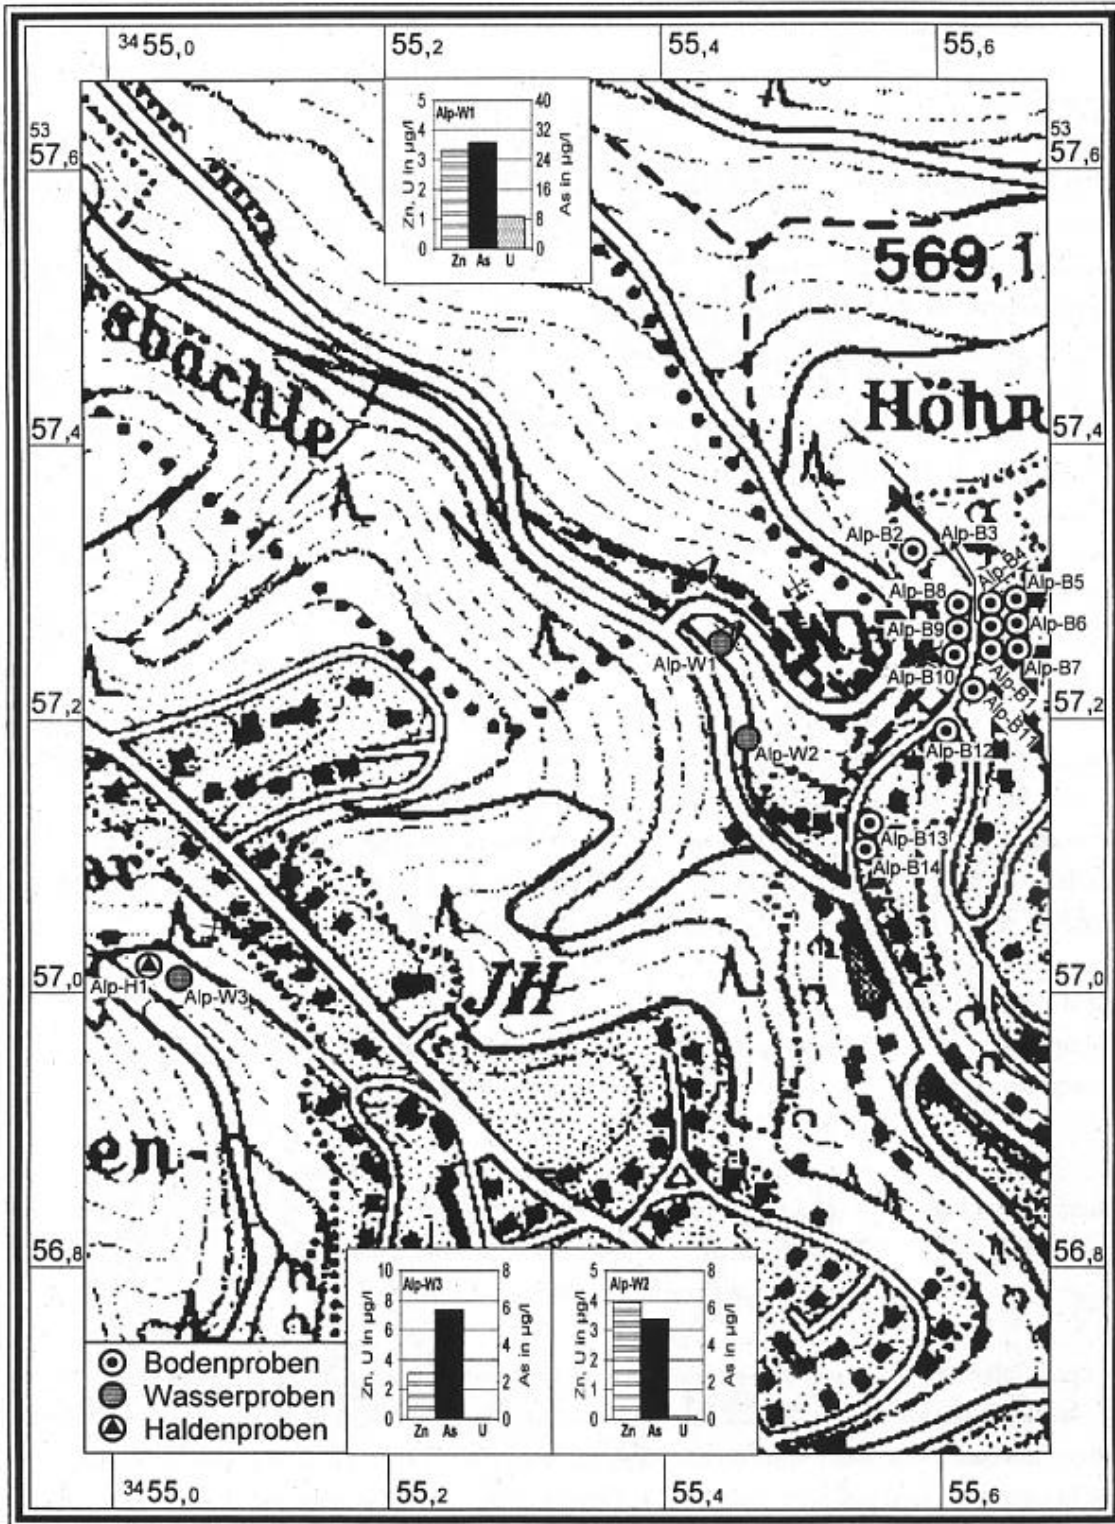 34 55,0 55,2 55,4 55,6
Alp-W1
5 40
4 32
3 24
2 16
1 8
0 0
Zn, U in µg/l
As in µg/l
Zn As U
53 53
57,6 57,6
569,1
sbächle
Höhn
57,4 57,4
Alp-B2 Alp-B3
Alp-B4
Alp-B5
Alp-B8
Alp-B6
Alp-B9
Alp-W1
Alp-B10
Alp-B7
Alp-B1
57,2 57,2
Alp-B11
Alp-W2 Alp-B12
Alp-B13
Alp-B14
ar
57,0 57,0
Alp-H1 Alp-W3
JH
en-
56,8 56,8
Alp-W3
10 8
8 6
6
4 4
2 2
0 0
Zn, U in µg/l
As in µg/l
Zn As U
Alp-W2
5 8
4 6
3
2 4
1 2
0 0
Zn, U in µg/l
As in µg/l
Zn As U
Bodenproben
Wasserproben
Haldenproben
34 55,0 55,2 55,4 55,6